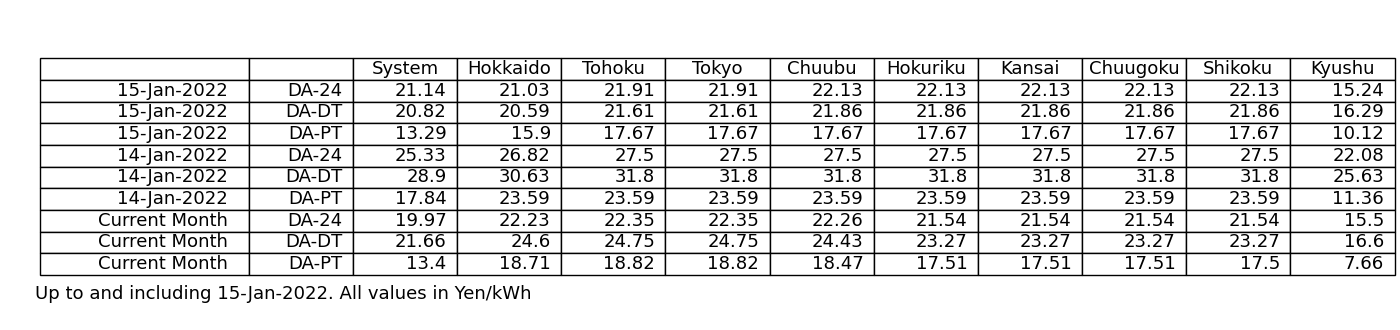 System Hokkaido Tohoku Tokyo Chuubu Hokuriku Kansai Chuugoku Shikoku Kyushu
15-Jan-2022 DA-24 21.14 21.03 21.91 21.91 22.13 22.13 22.13 22.13 22.13 15.24
15-Jan-2022 DA-DT 20.82 20.59 21.61 21.61 21.86 21.86 21.86 21.86 21.86 16.29
15-Jan-2022 DA-PT 13.29 15.9 17.67 17.67 17.67 17.67 17.67 17.67 17.67 10.12
14-Jan-2022 DA-24 25.33 26.82 27.5 27.5 27.5 27.5 27.5 27.5 27.5 22.08
14-Jan-2022 DA-DT 28.9 30.63 31.8 31.8 31.8 31.8 31.8 31.8 31.8 25.63
14-Jan-2022 DA-PT 17.84 23.59 23.59 23.59 23.59 23.59 23.59 23.59 23.59 11.36
Current Month DA-24 19.97 22.23 22.35 22.35 22.26 21.54 21.54 21.54 21.54 15.5
Current Month DA-DT 21.66 24.6 24.75 24.75 24.43 23.27 23.27 23.27 23.27 16.6
Current Month DA-PT 13.4 18.71 18.82 18.82 18.47 17.51 17.51 17.51 17.5 7.66
Up to and including 15-Jan-2022. All values in Yen/kWh